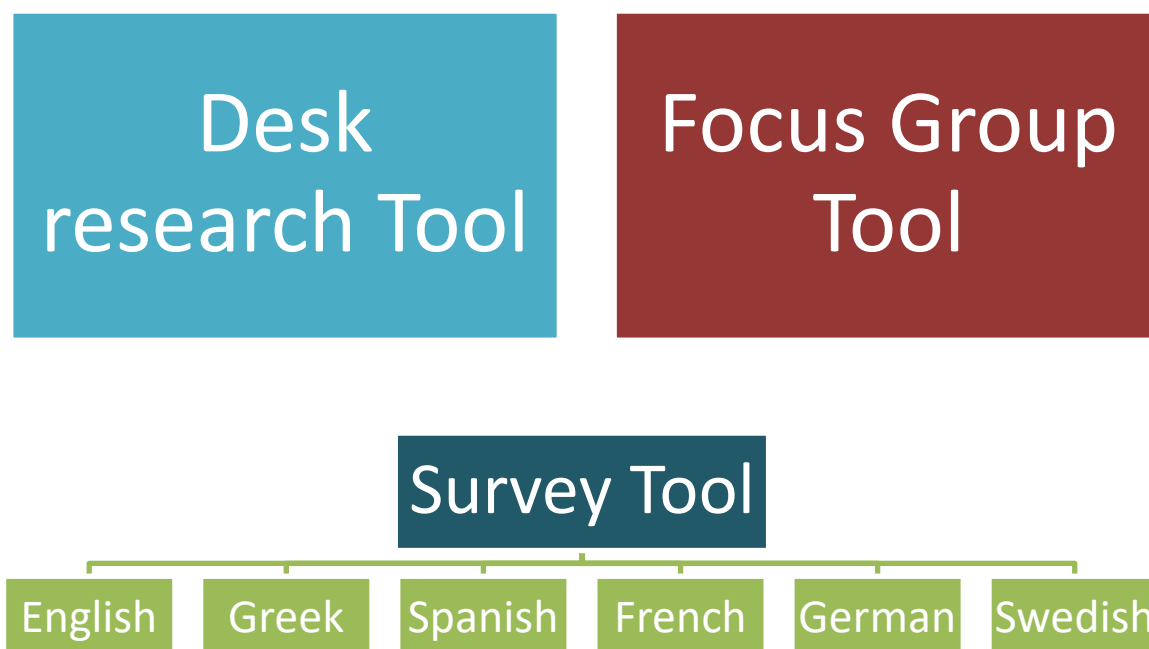 Desk
research Tool
Focus Group
Tool
Survey Tool
English
Greek
Spanish
French
German
Swedish